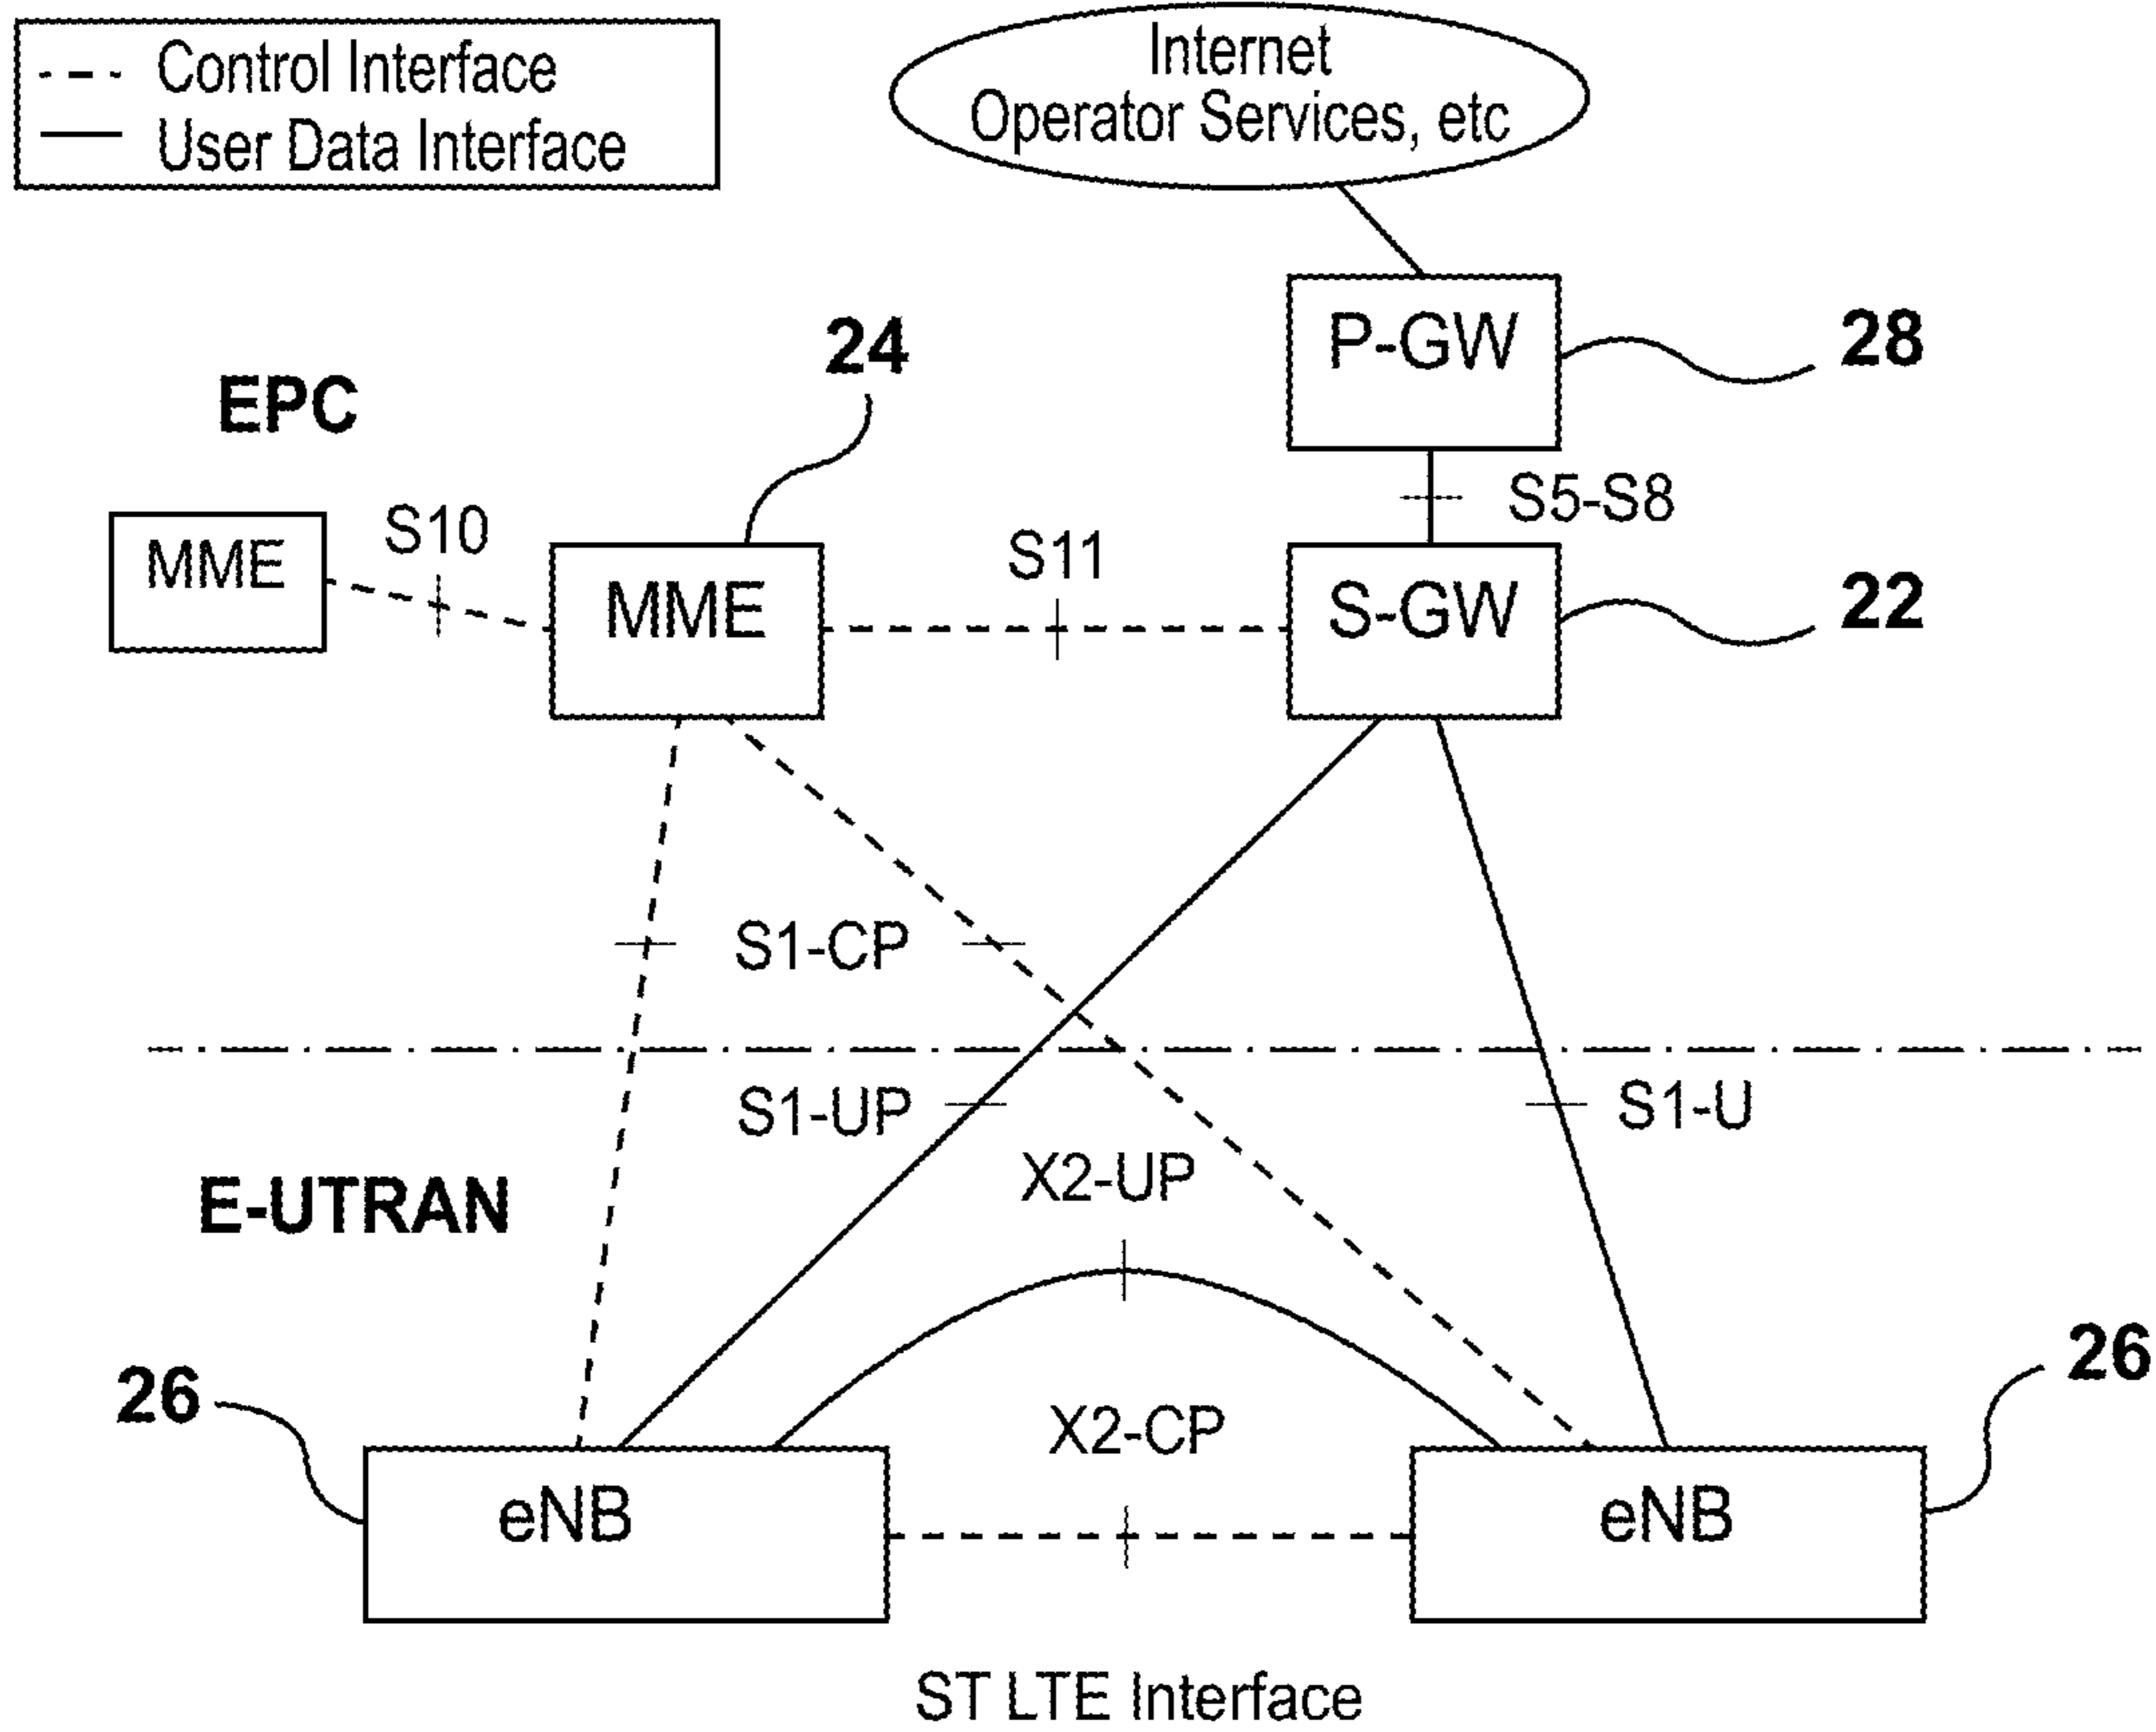 Control Interface
User Data Interface
Internet
Operator Services, etc
P-GW
28
24
EPC
S5-S8
S10
MME
MME
S11
S-GW
22
S1-CP
S1-UP
S1-U
X2-UP
E-UTRAN
26
26
X2-CP
eNB
eNB
ST LTE Interface